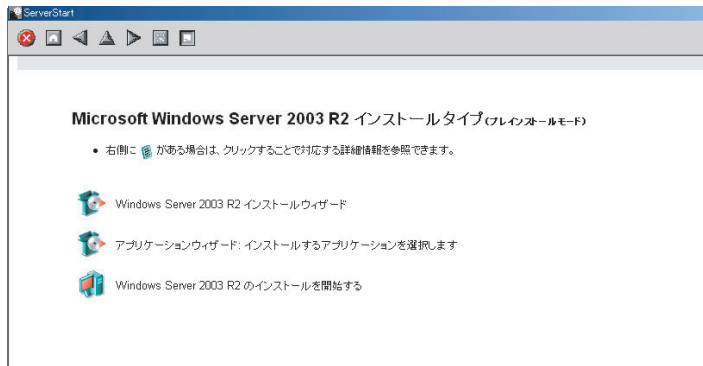 ServerStart
Microsoft Windows Server 2003 R2 インストールタイプ(プレインストールモード)
• 右側に がある場合は、クリックすることで対応する詳細情報を参照できます。
Windows Server 2003 R2 インストールウィザード
アプリケーションウィザード: インストールするアプリケーションを選択します
Windows Server 2003 R2 のインストールを開始する